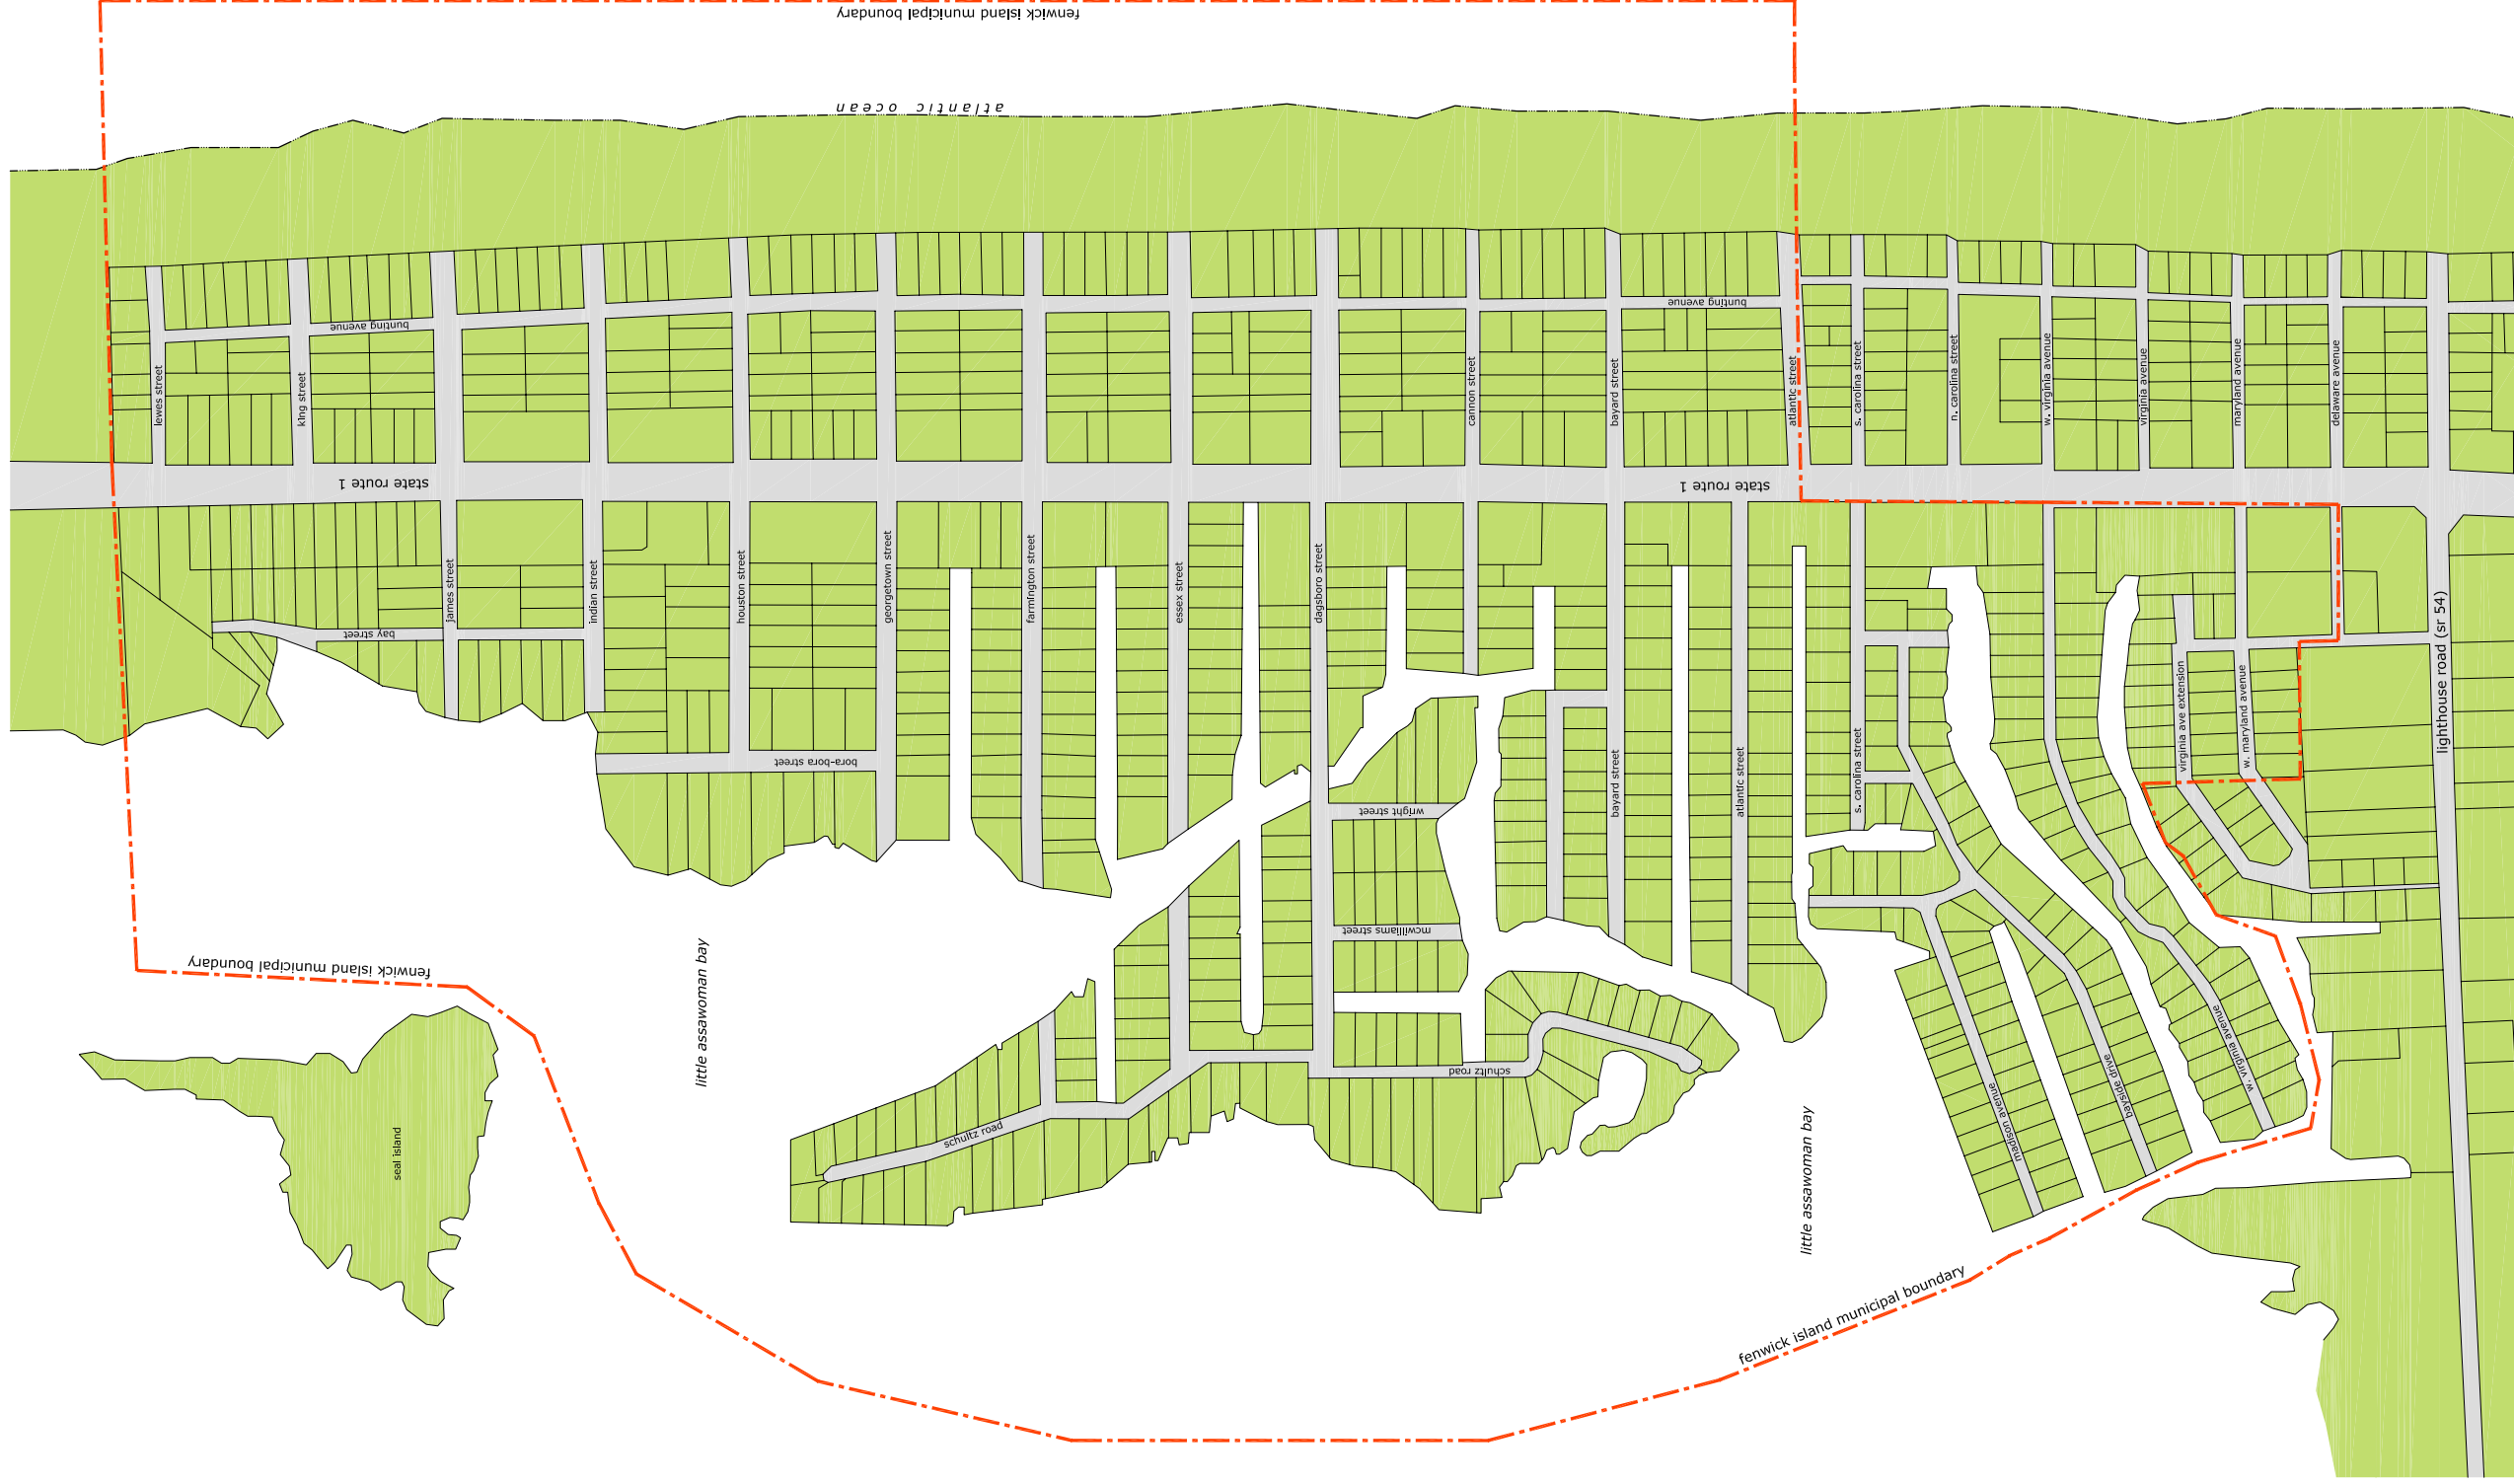 fenwick island municipal boundary
atlantic ocean
bunting avenue
bunting avenue
lewes street
king street
cannon street
bayard street
atlantic street
s. carolina street
n. carolina street
w. virginia avenue
virginia avenue
maryland avenue
delaware avenue
state route 1
state route 1
james street
indian street
houston street
georgetown street
farmington street
essex street
dagsboro street
bay street
lighthouse road (sr 54)
virginia ave extension
w. maryland avenue
bora-bora street
bayard street
atlantic street
s. carolina street
wright street
mcwilliams street
fenwick island municipal boundary
little assawoman bay
schultz road
w. virginia avenue
bayside drive
madison avenue
schultz road
seal island
little assawoman bay
fenwick island municipal boundary